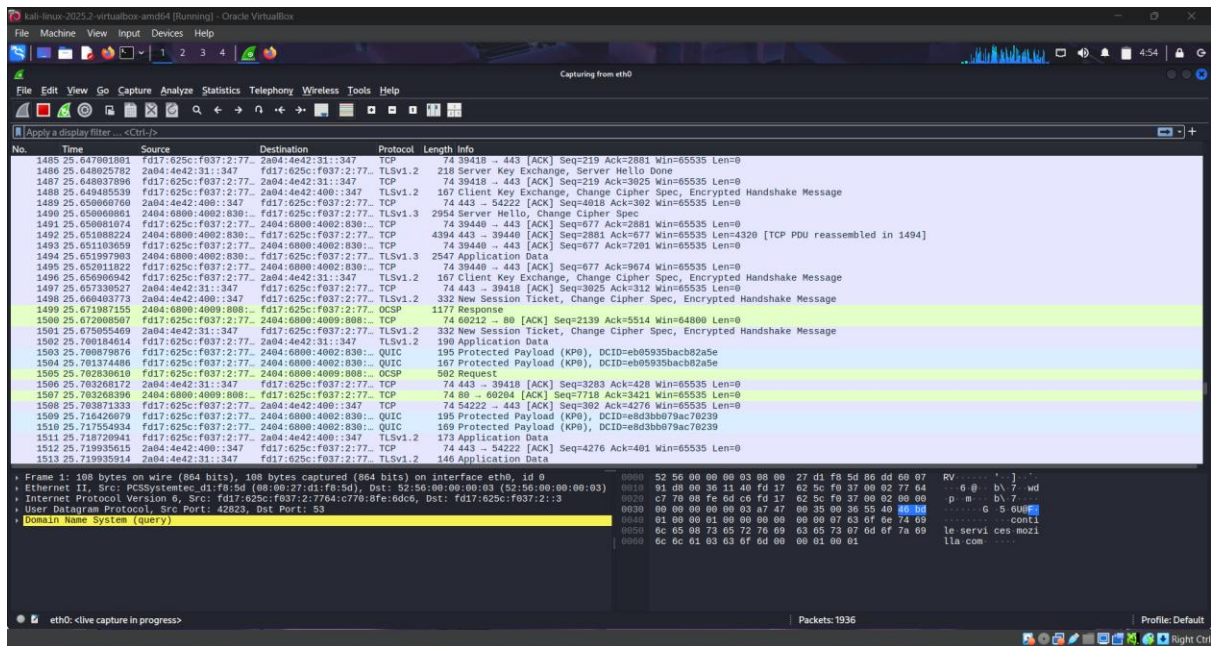 kali-linux-2025.2-virtualbox-amd64 [Running] - Oracle VirtualBox
File Machine View Input Devices Help
1 2 3 4 4:54
Capturing from eth0
File Edit View Go Capture Analyze Statistics Telephony Wireless Tools Help
Apply a display filter ... <Ctrl-/>
No. Time Source Destination Protocol Length Info
1485 25.647001801 fd17:625c:f037:2:77… 2a04:4e42:31::347 TCP 74 39418 → 443 [ACK] Seq=219 Ack=2881 Win=65535 Len=0
1486 25.648025782 2a04:4e42:31::347 fd17:625c:f037:2:77… TLSv1.2 218 Server Key Exchange, Server Hello Done
1487 25.648037896 fd17:625c:f037:2:77… 2a04:4e42:31::347 TCP 74 39418 → 443 [ACK] Seq=219 Ack=3025 Win=65535 Len=0
1488 25.649485539 fd17:625c:f037:2:77… 2a04:4e42:400::347 TLSv1.2 167 Client Key Exchange, Change Cipher Spec, Encrypted Handshake Message
1489 25.650060760 2a04:4e42:400::347 fd17:625c:f037:2:77… TCP 74 443 → 54222 [ACK] Seq=4018 Ack=302 Win=65535 Len=0
1490 25.650060861 2404:6800:4002:830:… fd17:625c:f037:2:77… TLSv1.3 2954 Server Hello, Change Cipher Spec
1491 25.650081074 fd17:625c:f037:2:77… 2404:6800:4002:830:… TCP 74 39440 → 443 [ACK] Seq=677 Ack=2881 Win=65535 Len=0
1492 25.651088224 2404:6800:4002:830:… fd17:625c:f037:2:77… TCP 4394 443 → 39440 [ACK] Seq=2881 Ack=677 Win=65535 Len=4320 [TCP PDU reassembled in 1494]
1493 25.651103659 fd17:625c:f037:2:77… 2404:6800:4002:830:… TCP 74 39440 → 443 [ACK] Seq=677 Ack=7201 Win=65535 Len=0
1494 25.651997903 2404:6800:4002:830:… fd17:625c:f037:2:77… TLSv1.3 2547 Application Data
1495 25.652011822 fd17:625c:f037:2:77… 2404:6800:4002:830:… TCP 74 39440 → 443 [ACK] Seq=677 Ack=9674 Win=65535 Len=0
1496 25.656906942 fd17:625c:f037:2:77… 2a04:4e42:31::347 TLSv1.2 167 Client Key Exchange, Change Cipher Spec, Encrypted Handshake Message
1497 25.657330527 2a04:4e42:31::347 fd17:625c:f037:2:77… TCP 74 443 → 39418 [ACK] Seq=3025 Ack=312 Win=65535 Len=0
1498 25.660403773 2a04:4e42:400::347 fd17:625c:f037:2:77… TLSv1.2 332 New Session Ticket, Change Cipher Spec, Encrypted Handshake Message
1499 25.671987155 2404:6800:4009:808:… fd17:625c:f037:2:77… OCSP 1177 Response
1500 25.672008507 fd17:625c:f037:2:77… 2404:6800:4009:808:… TCP 74 60212 → 80 [ACK] Seq=2139 Ack=5514 Win=64800 Len=0
1501 25.675055469 2a04:4e42:31::347 fd17:625c:f037:2:77… TLSv1.2 332 New Session Ticket, Change Cipher Spec, Encrypted Handshake Message
1502 25.700184614 fd17:625c:f037:2:77… 2a04:4e42:31::347 TLSv1.2 190 Application Data
1503 25.700879876 fd17:625c:f037:2:77… 2404:6800:4002:830:… QUIC 195 Protected Payload (KP0), DCID=eb05935bacb82a5e
1504 25.701374486 fd17:625c:f037:2:77… 2404:6800:4002:830:… QUIC 167 Protected Payload (KP0), DCID=eb05935bacb82a5e
1505 25.702830610 fd17:625c:f037:2:77… 2404:6800:4009:808:… OCSP 502 Request
1506 25.703268172 2a04:4e42:31::347 fd17:625c:f037:2:77… TCP 74 443 → 39418 [ACK] Seq=3283 Ack=428 Win=65535 Len=0
1507 25.703268396 2404:6800:4009:808:… fd17:625c:f037:2:77… TCP 74 80 → 60204 [ACK] Seq=7718 Ack=3421 Win=65535 Len=0
1508 25.703871333 fd17:625c:f037:2:77… 2a04:4e42:400::347 TCP 74 54222 → 443 [ACK] Seq=302 Ack=4276 Win=65535 Len=0
1509 25.716426079 fd17:625c:f037:2:77… 2404:6800:4002:830:… QUIC 195 Protected Payload (KP0), DCID=e8d3bb079ac70239
1510 25.717554934 fd17:625c:f037:2:77… 2404:6800:4002:830:… QUIC 169 Protected Payload (KP0), DCID=e8d3bb079ac70239
1511 25.718720941 fd17:625c:f037:2:77… 2a04:4e42:400::347 TLSv1.2 173 Application Data
1512 25.719935615 2a04:4e42:400::347 fd17:625c:f037:2:77… TCP 74 443 → 54222 [ACK] Seq=4276 Ack=401 Win=65535 Len=0
1513 25.719935914 2a04:4e42:31::347 fd17:625c:f037:2:77… TLSv1.2 146 Application Data
Frame 1: 108 bytes on wire (864 bits), 108 bytes captured (864 bits) on interface eth0, id 0
Ethernet II, Src: PCSSystemtec_d1:f8:5d (08:00:27:d1:f8:5d), Dst: 52:56:00:00:00:03 (52:56:00:00:00:03)
Internet Protocol Version 6, Src: fd17:625c:f037:2:7764:c770:8fe:6dc6, Dst: fd17:625c:f037:2::3
User Datagram Protocol, Src Port: 42823, Dst Port: 53
Domain Name System (query)
0000 52 56 00 00 00 03 08 00 27 d1 f8 5d 86 dd 60 07 RV······ '··]··`·
0010 91 d8 00 36 11 40 fd 17 62 5c f0 37 00 02 77 64 ···6·@·· b\·7··wd
0020 c7 70 08 fe 6d c6 fd 17 62 5c f0 37 00 02 00 00 ·p··m··· b\·7····
0030 00 00 00 00 00 03 a7 47 00 35 00 36 55 40 46 bd ·······G ·5·6U@F·
0040 01 00 00 01 00 00 00 00 00 00 07 63 6f 6e 74 69 ········ ···conti
0050 6c 65 08 73 65 72 76 69 63 65 73 07 6d 6f 7a 69 le·servi ces·mozi
0060 6c 6c 61 03 63 6f 6d 00 00 01 00 01 lla·com· ····
eth0: <live capture in progress> Packets: 1936 Profile: Default
Right Ctrl